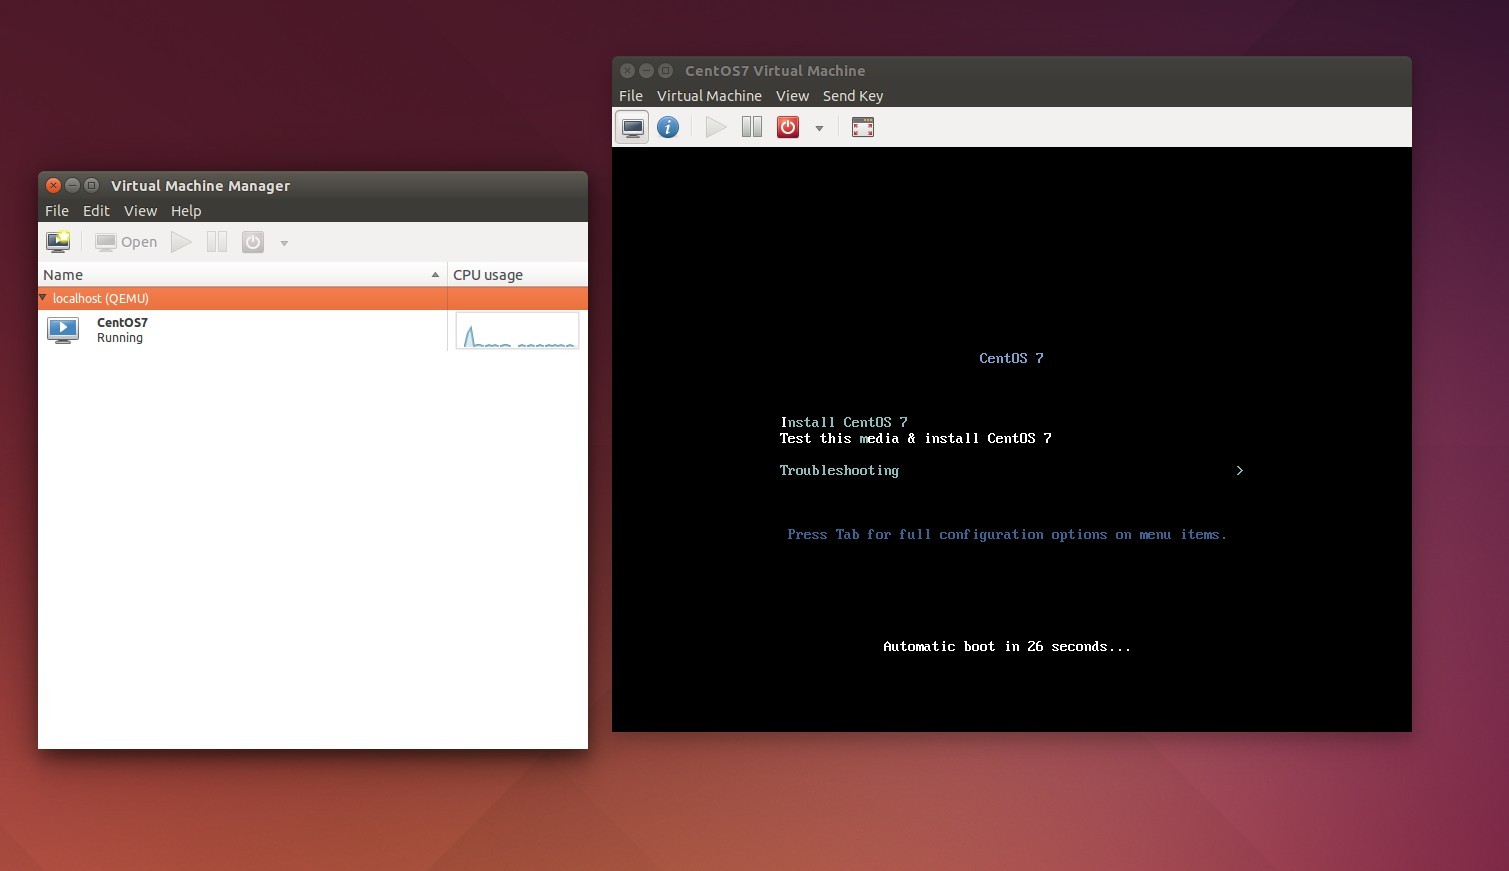 Virtual Machine Manager
File Edit View Help
Open
Name CPU usage
localhost (QEMU)
CentOS7
Running
CentOS7 Virtual Machine
File Virtual Machine View Send Key
CentOS 7
Install CentOS 7
Test this media & install CentOS 7
Troubleshooting >
Press Tab for full configuration options on menu items.
Automatic boot in 26 seconds...